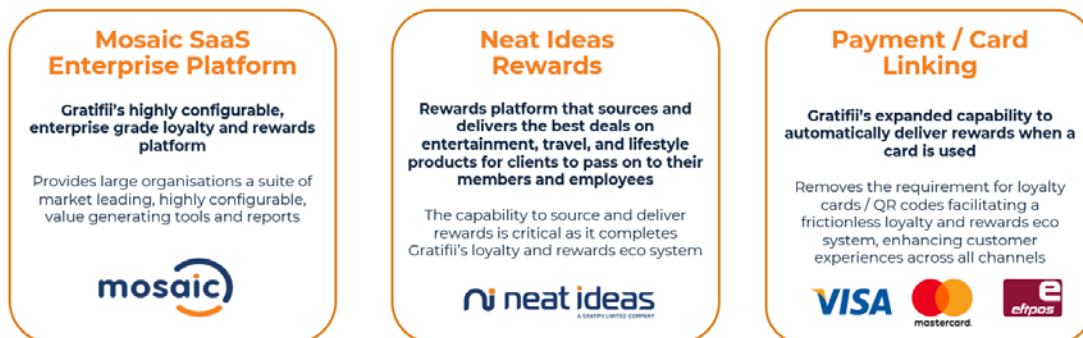 Mosaic SaaS
Enterprise Platform
Gratifii's highly configurable,
enterprise grade loyalty and rewards
platform
Provides large organisations a suite of
market leading, highly configurable,
value generating tools and reports
mosaic
Neat Ideas
Rewards
Rewards platform that sources and
delivers the best deals on
entertainment, travel, and lifestyle
products for clients to pass on to their
members and employees
The capability to source and deliver
rewards is critical as it completes
Gratifii's loyalty and rewards eco system
neat ideas
A GRATIFII LIMITED COMPANY
Payment / Card
Linking
Gratifii's expanded capability to
automatically deliver rewards when a
card is used
Removes the requirement for loyalty
cards / QR codes facilitating a
frictionless loyalty and rewards eco
system, enhancing customer
experiences across all channels
VISA
mastercard.
e
eftpos